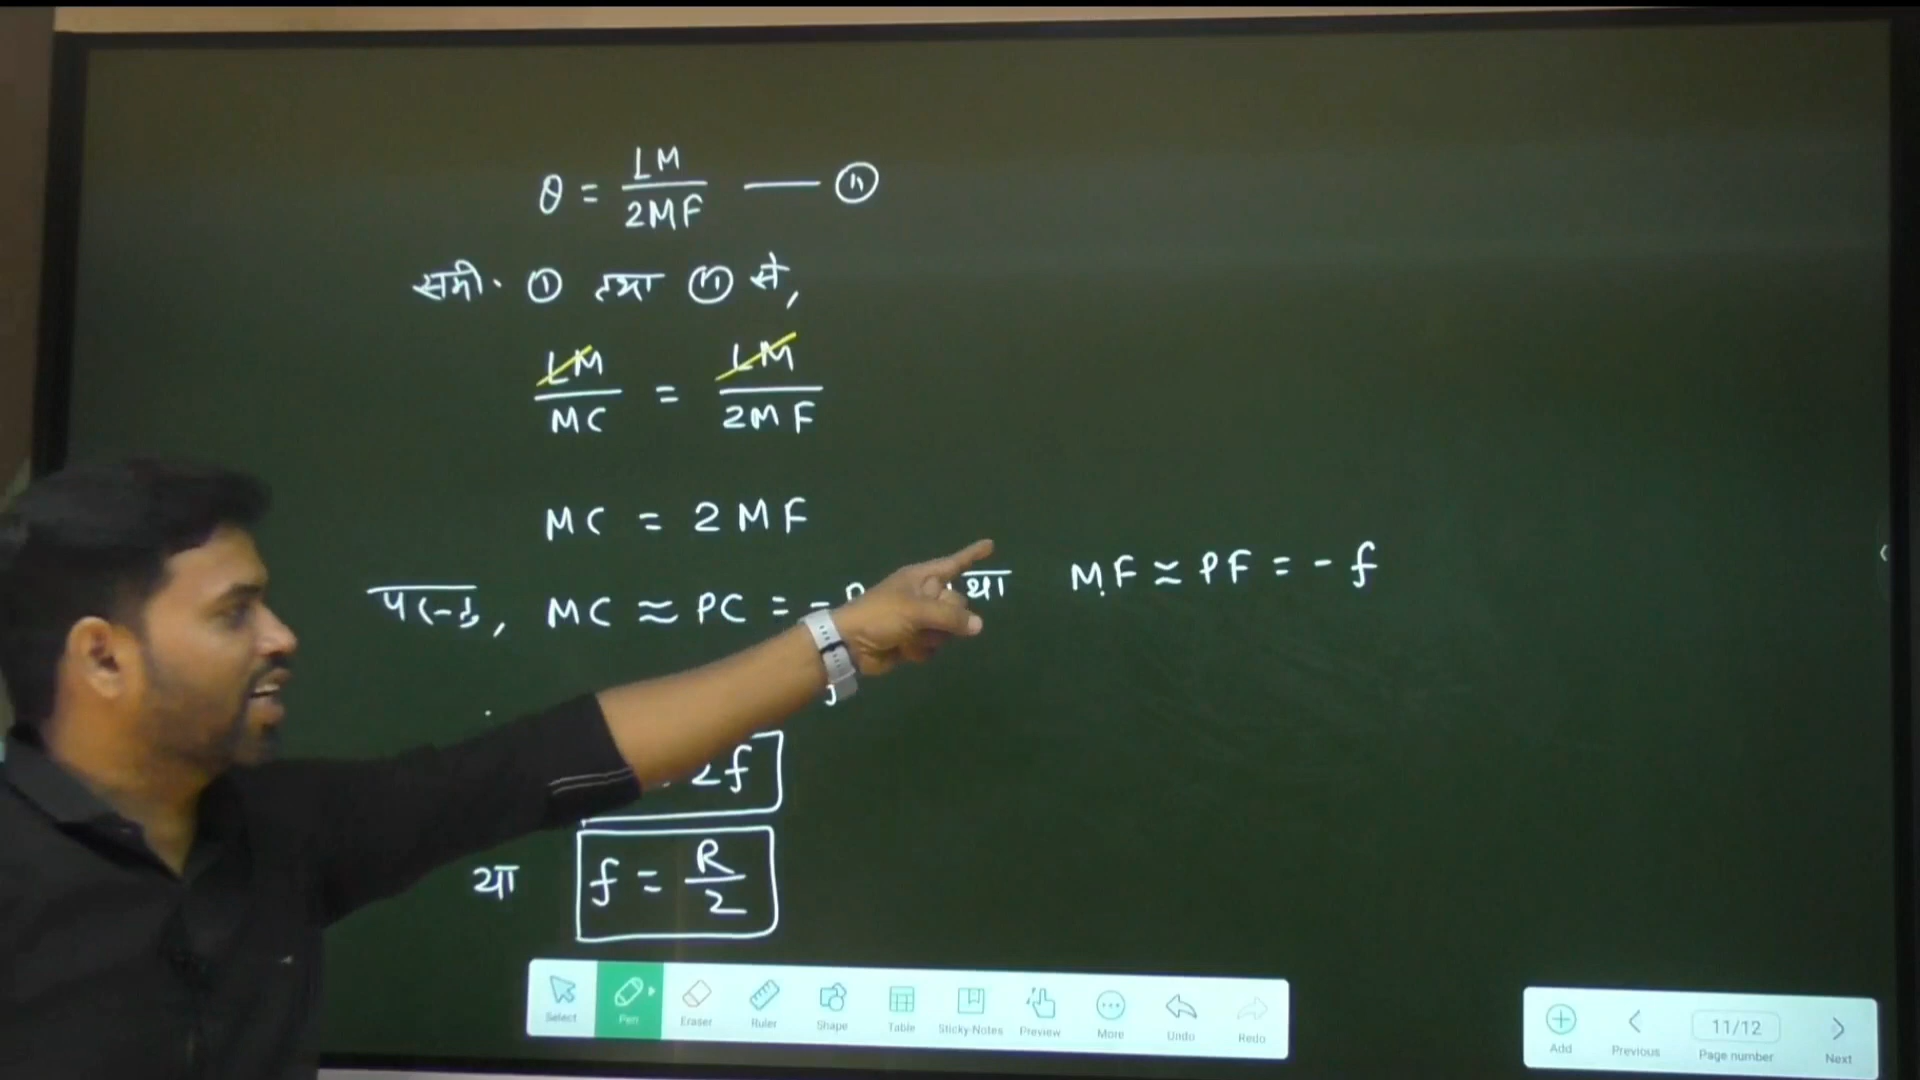 θ = LM / 2MF —— (ii)
समी. (i) तथा (ii) से,
LM / MC = LM / 2MF
MC = 2MF
परन्तु, MC ≈ PC = - तथा MF ≈ PF = - f
2f
या f = R / 2
Select Pen Eraser Ruler Shape Table Sticky Notes Preview More Undo Redo
Add Previous 11/12 Page number Next